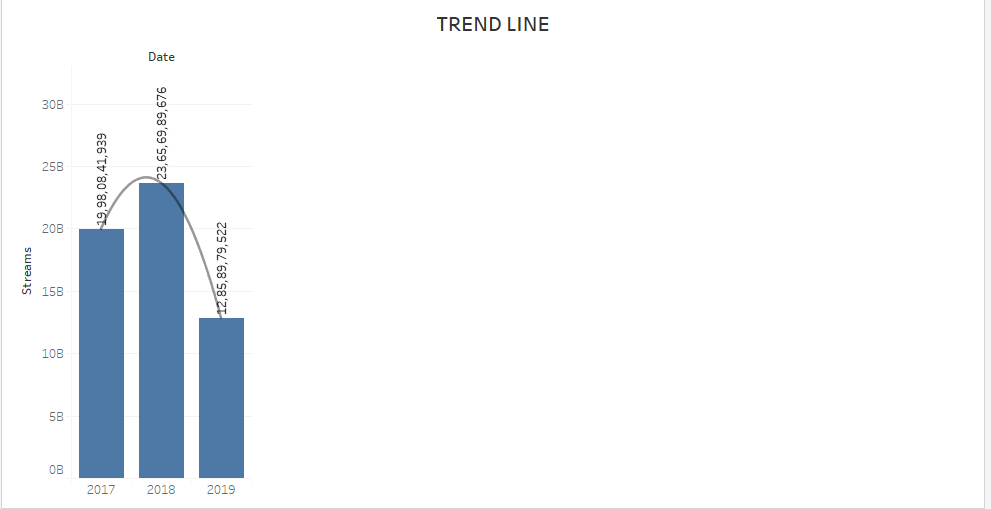 TREND LINE
Date
30B
25B
20B
15B
10B
5B
0B
Streams
19,98,08,41,939
23,65,69,89,676
12,85,89,79,522
2017 2018 2019